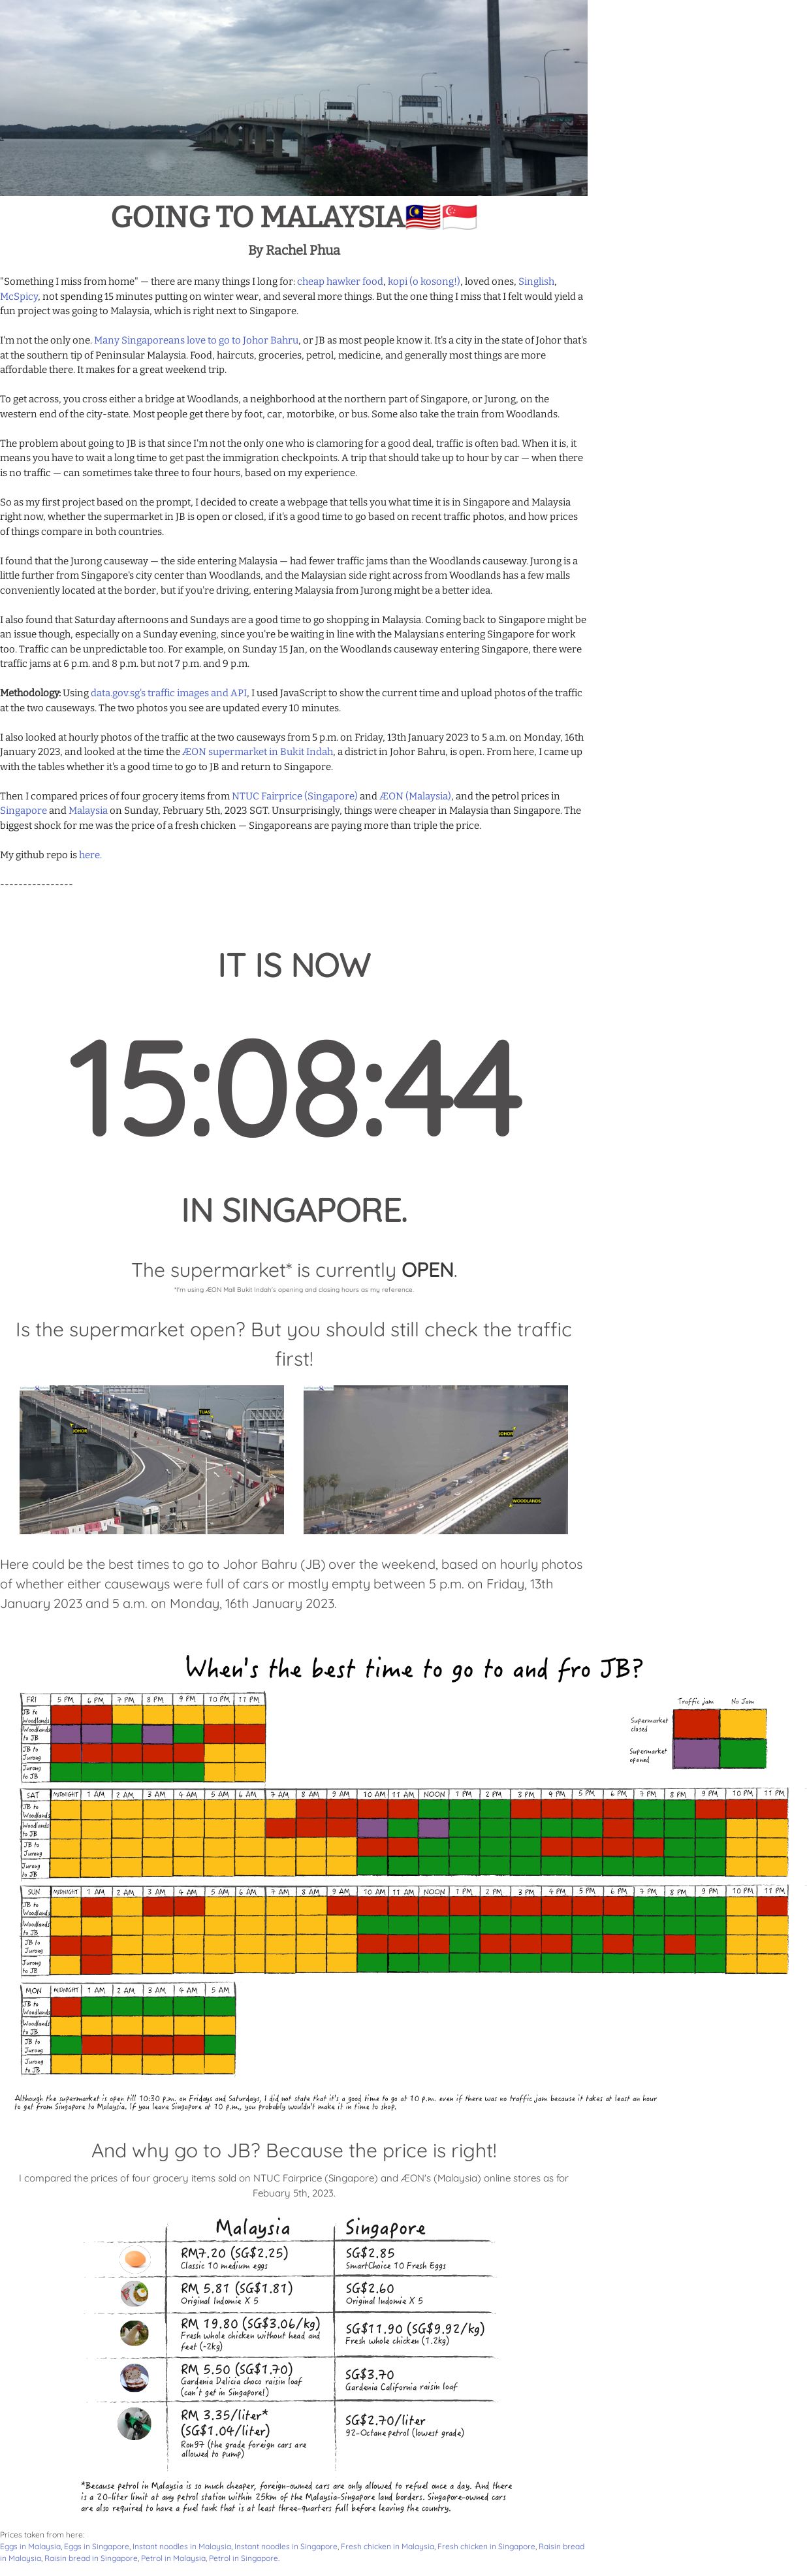 GOING TO MALAYSIA🇲🇾🇸🇬
By Rachel Phua
"Something I miss from home" — there are many things I long for: cheap hawker food, kopi (o kosong!), loved ones, Singlish,
McSpicy, not spending 15 minutes putting on winter wear, and several more things. But the one thing I miss that I felt would yield a
fun project was going to Malaysia, which is right next to Singapore.
I'm not the only one. Many Singaporeans love to go to Johor Bahru, or JB as most people know it. It's a city in the state of Johor that's
at the southern tip of Peninsular Malaysia. Food, haircuts, groceries, petrol, medicine, and generally most things are more
affordable there. It makes for a great weekend trip.
To get across, you cross either a bridge at Woodlands, a neighborhood at the northern part of Singapore, or Jurong, on the
western end of the city-state. Most people get there by foot, car, motorbike, or bus. Some also take the train from Woodlands.
The problem about going to JB is that since I'm not the only one who is clamoring for a good deal, traffic is often bad. When it is, it
means you have to wait a long time to get past the immigration checkpoints. A trip that should take up to hour by car — when there
is no traffic — can sometimes take three to four hours, based on my experience.
So as my first project based on the prompt, I decided to create a webpage that tells you what time it is in Singapore and Malaysia
right now, whether the supermarket in JB is open or closed, if it's a good time to go based on recent traffic photos, and how prices
of things compare in both countries.
I found that the Jurong causeway — the side entering Malaysia — had fewer traffic jams than the Woodlands causeway. Jurong is a
little further from Singapore's city center than Woodlands, and the Malaysian side right across from Woodlands has a few malls
conveniently located at the border, but if you're driving, entering Malaysia from Jurong might be a better idea.
I also found that Saturday afternoons and Sundays are a good time to go shopping in Malaysia. Coming back to Singapore might be
an issue though, especially on a Sunday evening, since you're be waiting in line with the Malaysians entering Singapore for work
too. Traffic can be unpredictable too. For example, on Sunday 15 Jan, on the Woodlands causeway entering Singapore, there were
traffic jams at 6 p.m. and 8 p.m. but not 7 p.m. and 9 p.m.
Methodology: Using data.gov.sg's traffic images and API, I used JavaScript to show the current time and upload photos of the traffic
at the two causeways. The two photos you see are updated every 10 minutes.
I also looked at hourly photos of the traffic at the two causeways from 5 p.m. on Friday, 13th January 2023 to 5 a.m. on Monday, 16th
January 2023, and looked at the time the ÆON supermarket in Bukit Indah, a district in Johor Bahru, is open. From here, I came up
with the tables whether it's a good time to go to JB and return to Singapore.
Then I compared prices of four grocery items from NTUC Fairprice (Singapore) and ÆON (Malaysia), and the petrol prices in
Singapore and Malaysia on Sunday, February 5th, 2023 SGT. Unsurprisingly, things were cheaper in Malaysia than Singapore. The
biggest shock for me was the price of a fresh chicken — Singaporeans are paying more than triple the price.
My github repo is here.
----------------
IT IS NOW
15:08:44
IN SINGAPORE.
The supermarket* is currently OPEN.
*I'm using ÆON Mall Bukit Indah's opening and closing hours as my reference.
Is the supermarket open? But you should still check the traffic
first!
TUAS
JOHOR
JOHOR
WOODLANDS
Here could be the best times to go to Johor Bahru (JB) over the weekend, based on hourly photos
of whether either causeways were full of cars or mostly empty between 5 p.m. on Friday, 13th
January 2023 and 5 a.m. on Monday, 16th January 2023.
When's the best time to go to and fro JB?
Traffic jam No Jam
Supermarket closed
Supermarket opened
FRI 5 PM 6 PM 7 PM 8 PM 9 PM 10 PM 11 PM
JB to Woodlands
Woodlands to JB
JB to Jurong
Jurong to JB
SAT MIDNIGHT 1 AM 2 AM 3 AM 4 AM 5 AM 6 AM 7 AM 8 AM 9 AM 10 AM 11 AM NOON 1 PM 2 PM 3 PM 4 PM 5 PM 6 PM 7 PM 8 PM 9 PM 10 PM 11 PM
JB to Woodlands
Woodlands to JB
JB to Jurong
Jurong to JB
SUN MIDNIGHT 1 AM 2 AM 3 AM 4 AM 5 AM 6 AM 7 AM 8 AM 9 AM 10 AM 11 AM NOON 1 PM 2 PM 3 PM 4 PM 5 PM 6 PM 7 PM 8 PM 9 PM 10 PM 11 PM
JB to Woodlands
Woodlands to JB
JB to Jurong
Jurong to JB
MON MIDNIGHT 1 AM 2 AM 3 AM 4 AM 5 AM
JB to Woodlands
Woodlands to JB
JB to Jurong
Jurong to JB
Although the supermarket is open till 10:30 p.m. on Fridays and Saturdays, I did not state that it's a good time to go at 10 p.m. even if there was no traffic jam because it takes at least an hour
to get from Singapore to Malaysia. If you leave Singapore at 10 p.m., you probably wouldn't make it in time to shop.
And why go to JB? Because the price is right!
I compared the prices of four grocery items sold on NTUC Fairprice (Singapore) and ÆON's (Malaysia) online stores as for
Febuary 5th, 2023.
Malaysia Singapore
RM7.20 (SG$2.25) SG$2.85
Classic 10 medium eggs SmartChoice 10 Fresh Eggs
RM 5.81 (SG$1.81) SG$2.60
Original Indomie X 5 Original Indomie X 5
RM 19.80 (SG$3.06/kg) SG$11.90 (SG$9.92/kg)
Fresh whole chicken without head and Fresh whole chicken (1.2kg)
feet (~2kg)
RM 5.50 (SG$1.70) SG$3.70
Gardenia Delicia choco raisin loaf Gardenia California raisin loaf
(can't get in Singapore!)
RM 3.35/liter* SG$2.70/liter
(SG$1.04/liter) 92-Octane petrol (lowest grade)
Ron97 (the grade foreign cars are
allowed to pump)
*Because petrol in Malaysia is so much cheaper, foreign-owned cars are only allowed to refuel once a day. And there
is a 20-liter limit at any petrol station within 25km of the Malaysia-Singapore land borders. Singapore-owned cars
are also required to have a fuel tank that is at least three-quarters full before leaving the country.
Prices taken from here:
Eggs in Malaysia, Eggs in Singapore, Instant noodles in Malaysia, Instant noodles in Singapore, Fresh chicken in Malaysia, Fresh chicken in Singapore, Raisin bread
in Malaysia, Raisin bread in Singapore, Petrol in Malaysia, Petrol in Singapore.